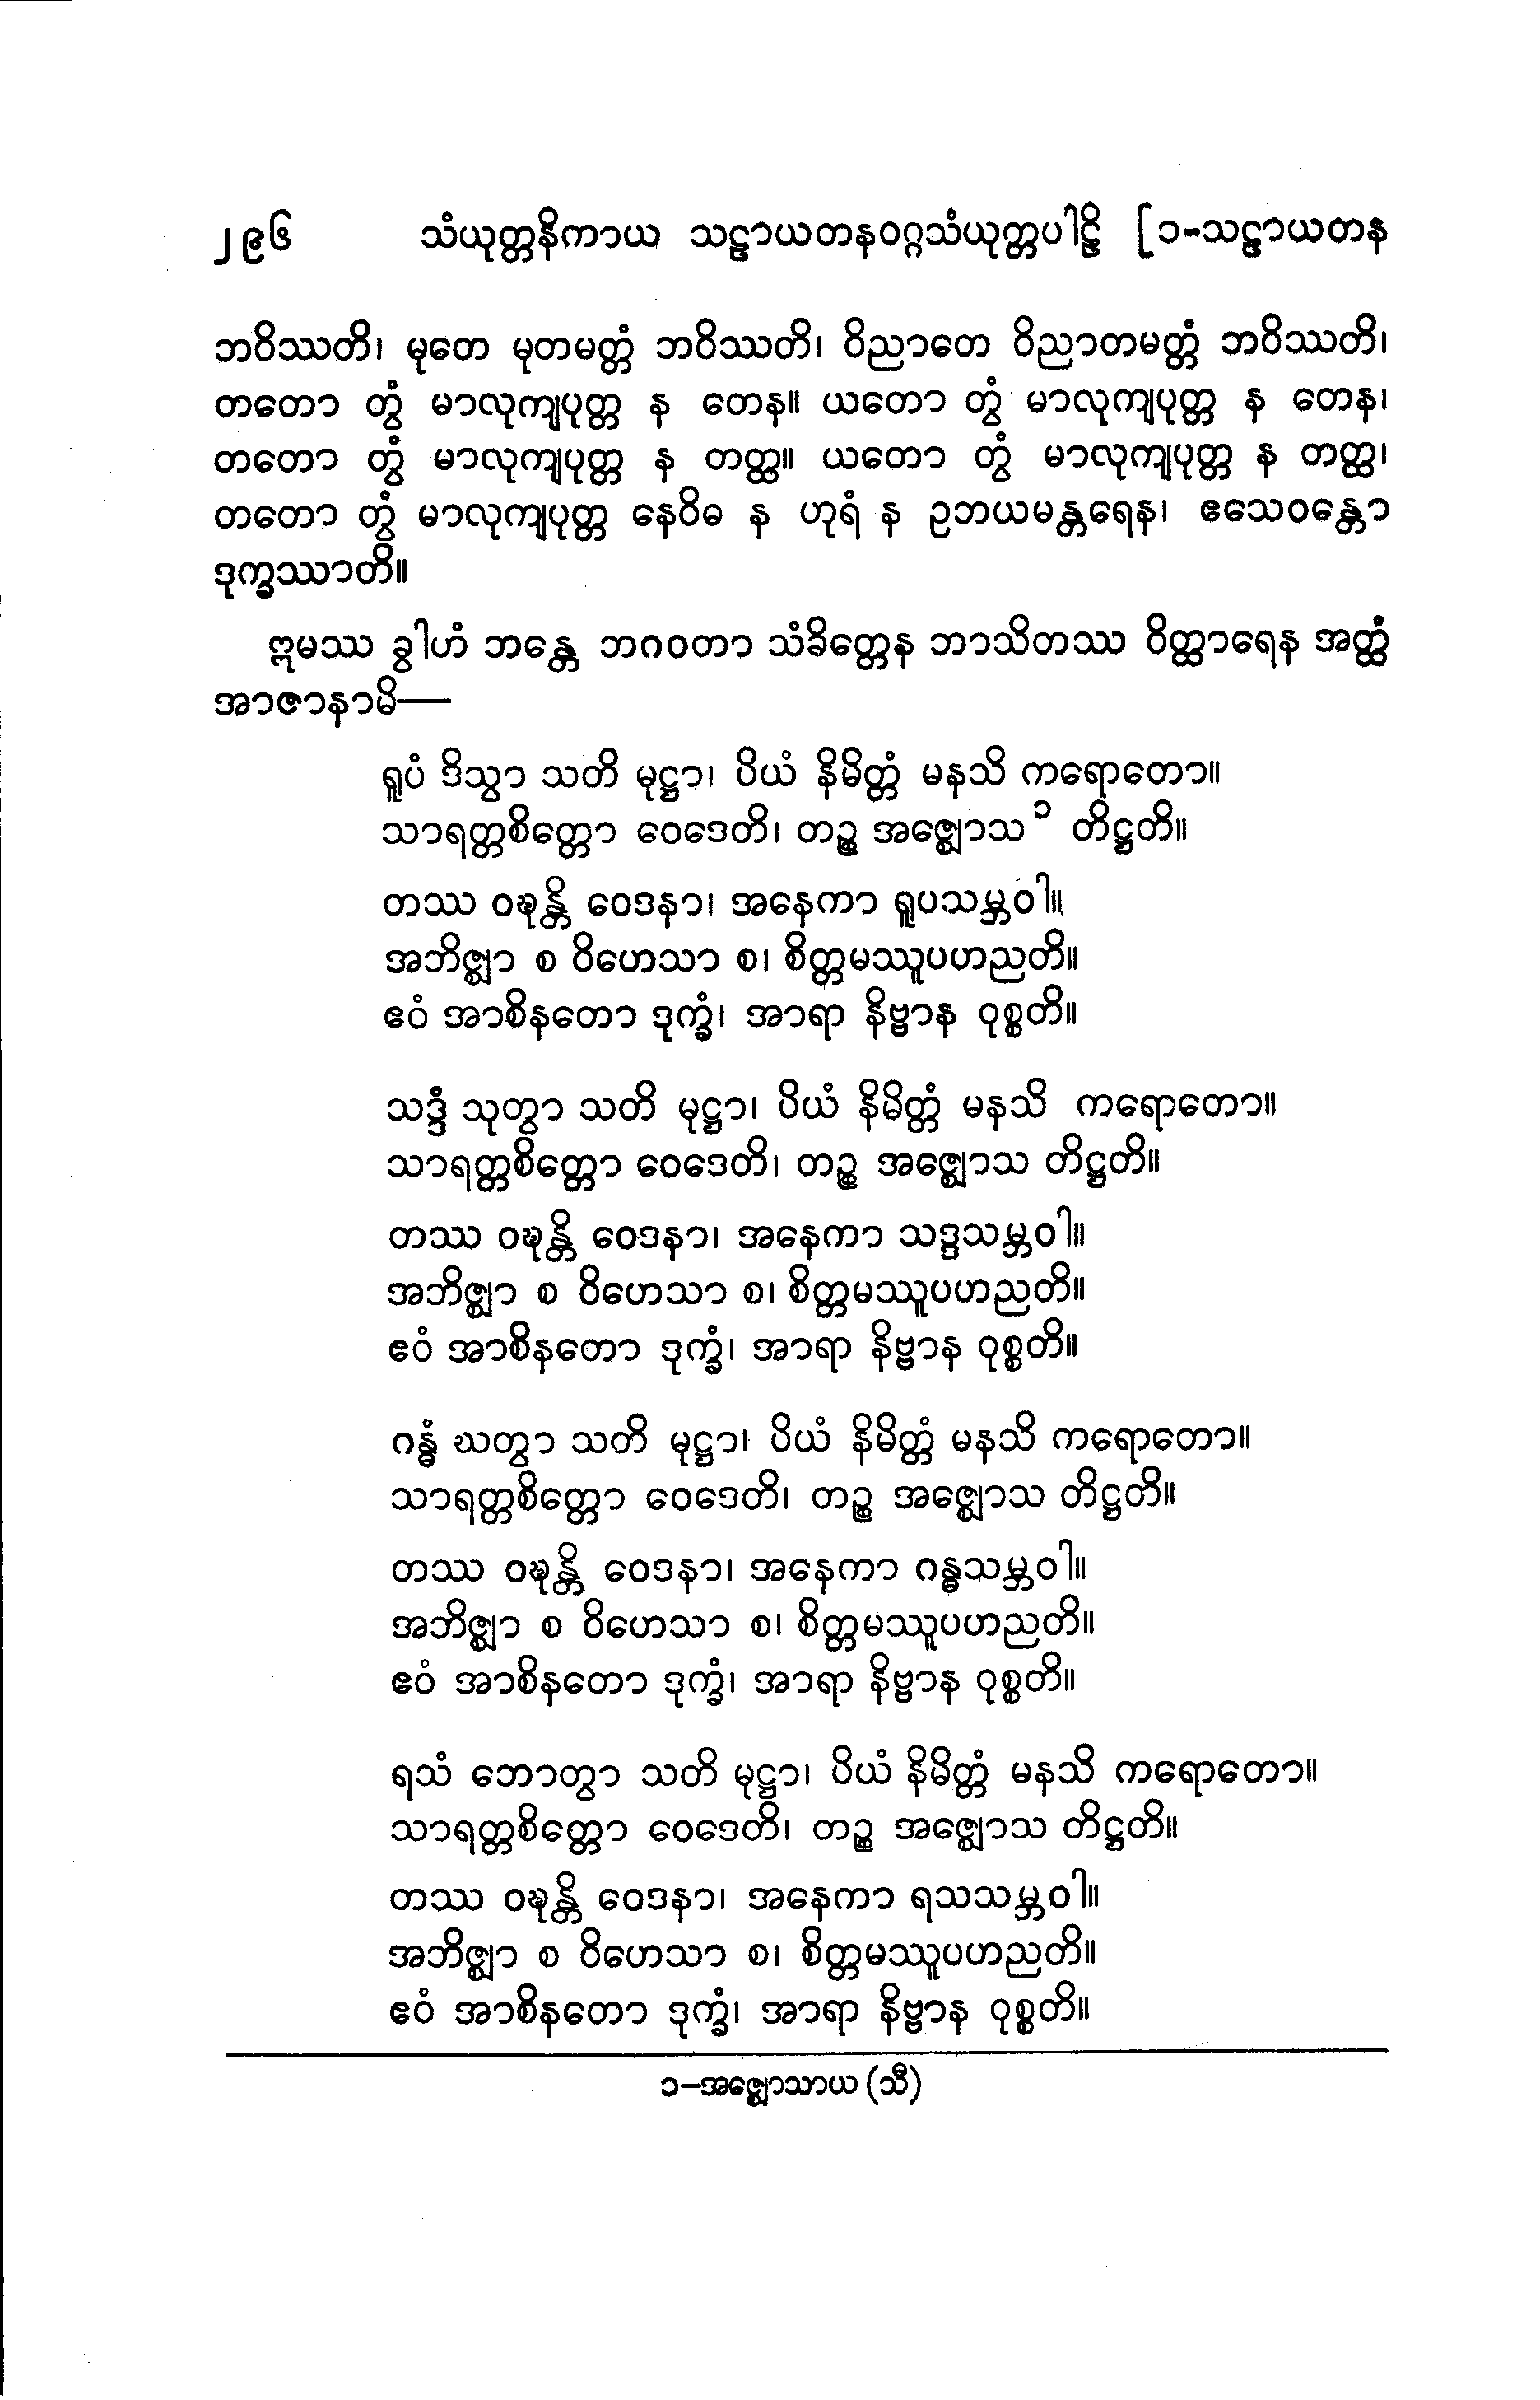 ၂၉၆ သံယုတ္တနိကာယ သဠာယတနဝဂ္ဂသံယုတ္တပါဠိ [၁-သဠာယတန
ဘဝိဿတိ၊ မုတေ မုတမတ္တံ ဘဝိဿတိ၊ ဝိညာတေ ဝိညာတမတ္တံ ဘဝိဿတိ၊
တတော တွံ မာလုကျပုတ္တ န တေန။ ယတော တွံ မာလုကျပုတ္တ န တေန၊
တတော တွံ မာလုကျပုတ္တ န တတ္ထ။ ယတော တွံ မာလုကျပုတ္တ န တတ္ထ၊
တတော တွံ မာလုကျပုတ္တ နေဝိဓ န ဟုရံ န ဥဘယမန္တရေန၊ ဧသေဝန္တော
ဒုက္ခဿာတိ။
ဣမဿ ခွါဟံ ဘန္တေ ဘဂဝတာ သံခိတ္တေန ဘာသိတဿ ဝိတ္ထာရေန အတ္ထံ
အာဇာနာမိ—
ရူပံ ဒိသွာ သတိ မုဋ္ဌာ၊ ပိယံ နိမိတ္တံ မနသိ ကရောတော။
သာရတ္တစိတ္တော ဝေဒေတိ၊ တဉ္စ အဇ္ဈောသ ၁ တိဋ္ဌတိ။
တဿ ဝဍ္ဎန္တိ ဝေဒနာ၊ အနေကာ ရူပသမ္ဘဝါ။
အဘိဇ္ဈာ စ ဝိဟေသာ စ၊ စိတ္တမဿူပဟညတိ။
ဧဝံ အာစိနတော ဒုက္ခံ၊ အာရာ နိဗ္ဗာန ဝုစ္စတိ။
သဒ္ဒံ သုတွာ သတိ မုဋ္ဌာ၊ ပိယံ နိမိတ္တံ မနသိ ကရောတော။
သာရတ္တစိတ္တော ဝေဒေတိ၊ တဉ္စ အဇ္ဈောသ တိဋ္ဌတိ။
တဿ ဝဍ္ဎန္တိ ဝေဒနာ၊ အနေကာ သဒ္ဒသမ္ဘဝါ။
အဘိဇ္ဈာ စ ဝိဟေသာ စ၊ စိတ္တမဿူပဟညတိ။
ဧဝံ အာစိနတော ဒုက္ခံ၊ အာရာ နိဗ္ဗာန ဝုစ္စတိ။
ဂန္ဓံ ဃတွာ သတိ မုဋ္ဌာ၊ ပိယံ နိမိတ္တံ မနသိ ကရောတော။
သာရတ္တစိတ္တော ဝေဒေတိ၊ တဉ္စ အဇ္ဈောသ တိဋ္ဌတိ။
တဿ ဝဍ္ဎန္တိ ဝေဒနာ၊ အနေကာ ဂန္ဓသမ္ဘဝါ။
အဘိဇ္ဈာ စ ဝိဟေသာ စ၊ စိတ္တမဿူပဟညတိ။
ဧဝံ အာစိနတော ဒုက္ခံ၊ အာရာ နိဗ္ဗာန ဝုစ္စတိ။
ရသံ ဘောတွာ သတိ မုဋ္ဌာ၊ ပိယံ နိမိတ္တံ မနသိ ကရောတော။
သာရတ္တစိတ္တော ဝေဒေတိ၊ တဉ္စ အဇ္ဈောသ တိဋ္ဌတိ။
တဿ ဝဍ္ဎန္တိ ဝေဒနာ၊ အနေကာ ရသသမ္ဘဝါ။
အဘိဇ္ဈာ စ ဝိဟေသာ စ၊ စိတ္တမဿူပဟညတိ။
ဧဝံ အာစိနတော ဒုက္ခံ၊ အာရာ နိဗ္ဗာန ဝုစ္စတိ။
၁–အဇ္ဈောသာယ (သီ)